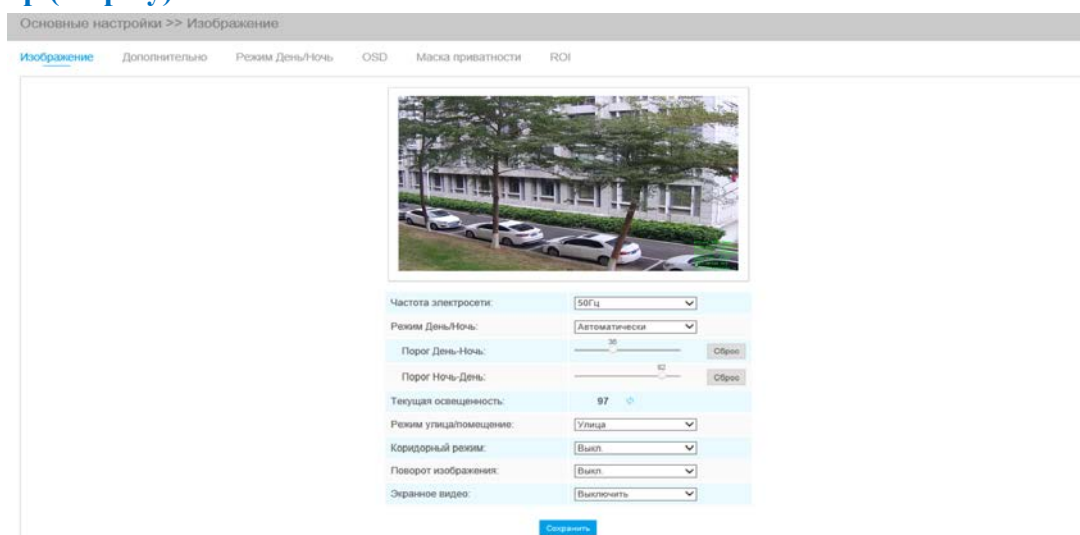 Основные настройки >> Изображение
Изображение Дополнительно Режим День/Ночь OSD Маска приватности ROI
Частота электросети: 50Гц
Режим День/Ночь: Автоматически
38
Порог День-Ночь: Сброс
82
Порог Ночь-День: Сброс
Текущая освещенность: 97
Режим улица/помещение: Улица
Коридорный режим: Выкл.
Поворот изображения: Выкл.
Экранное видео: Выключить
Сохранить